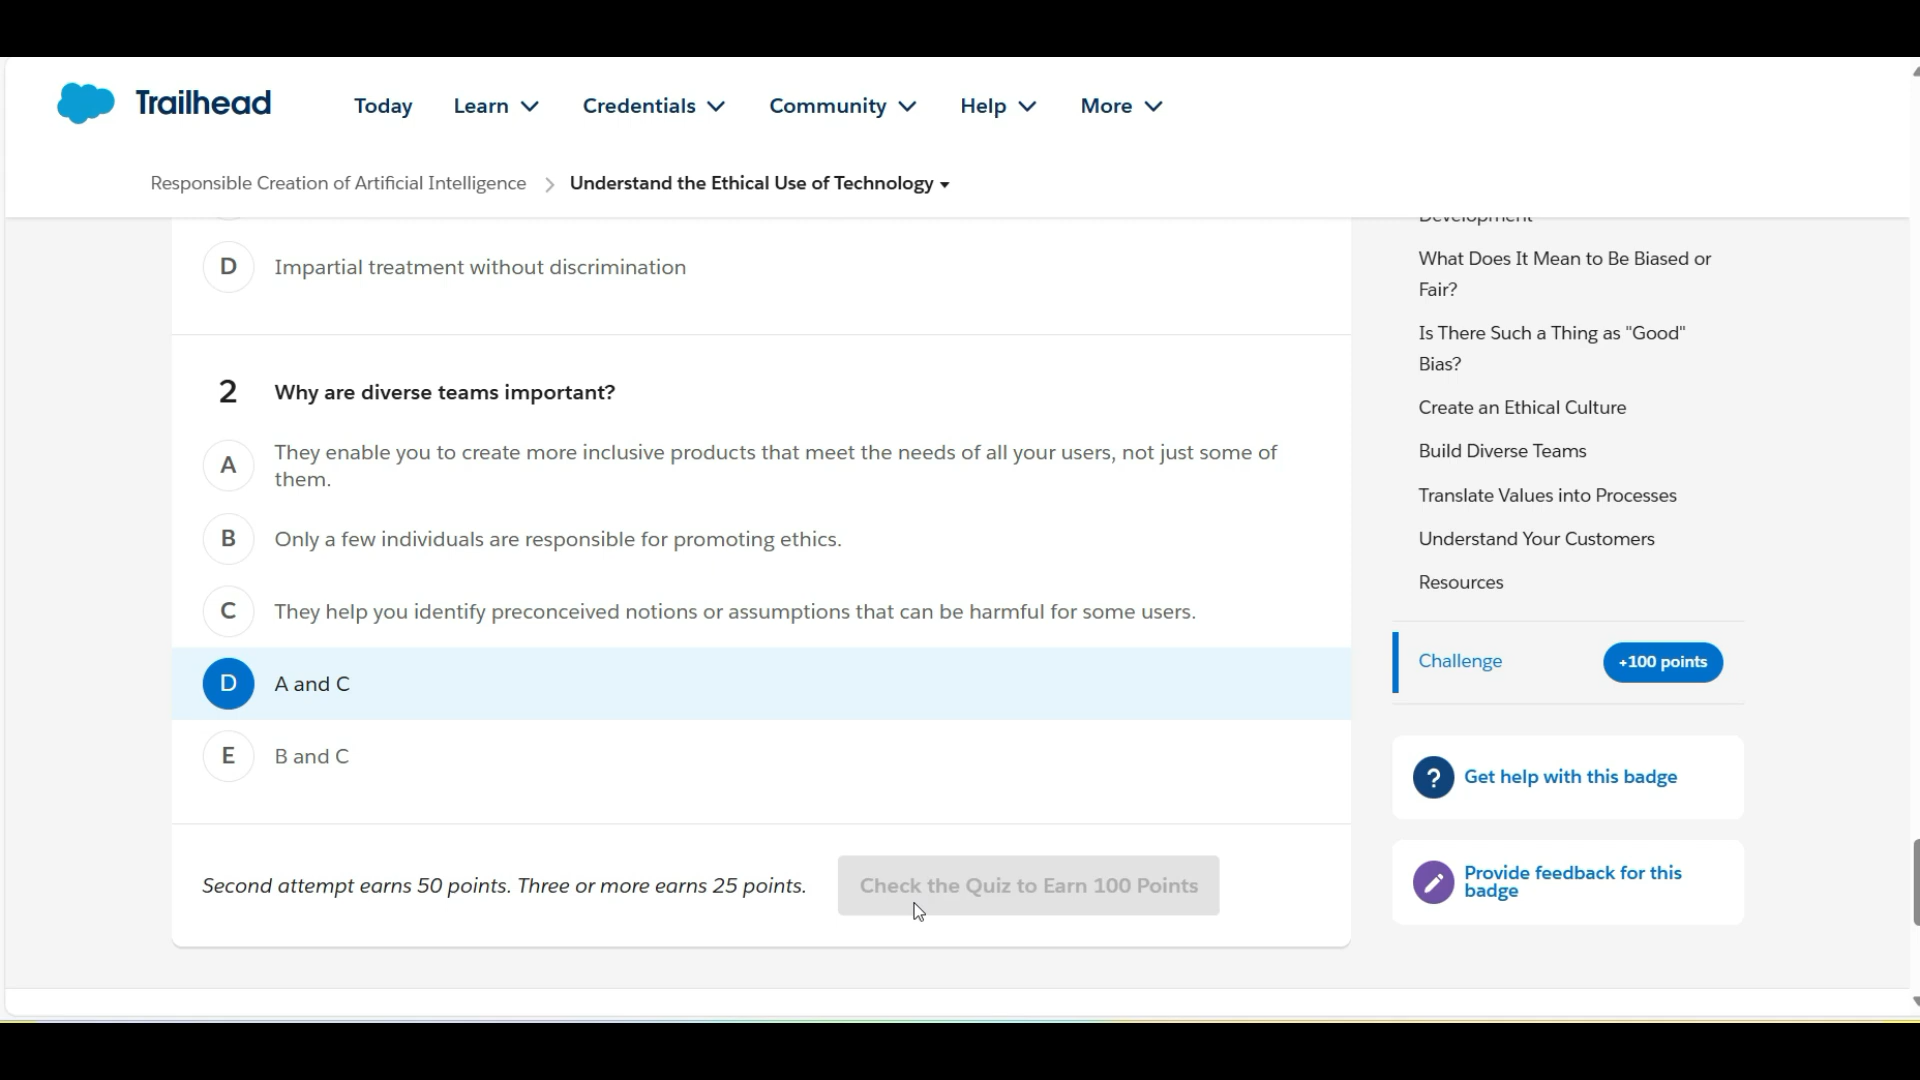 Trailhead
Today
Learn
Credentials
Community
Help
More
Responsible Creation of Artificial Intelligence
Understand the Ethical Use of Technology
D
Impartial treatment without discrimination
2
Why are diverse teams important?
A
They enable you to create more inclusive products that meet the needs of all your users, not just some of
them.
B
Only a few individuals are responsible for promoting ethics.
C
They help you identify preconceived notions or assumptions that can be harmful for some users.
D
A and C
E
B and C
Second attempt earns 50 points. Three or more earns 25 points.
Check the Quiz to Earn 100 Points
Development
What Does It Mean to Be Biased or
Fair?
Is There Such a Thing as "Good"
Bias?
Create an Ethical Culture
Build Diverse Teams
Translate Values into Processes
Understand Your Customers
Resources
Challenge
+100 points
?
Get help with this badge
Provide feedback for this
badge